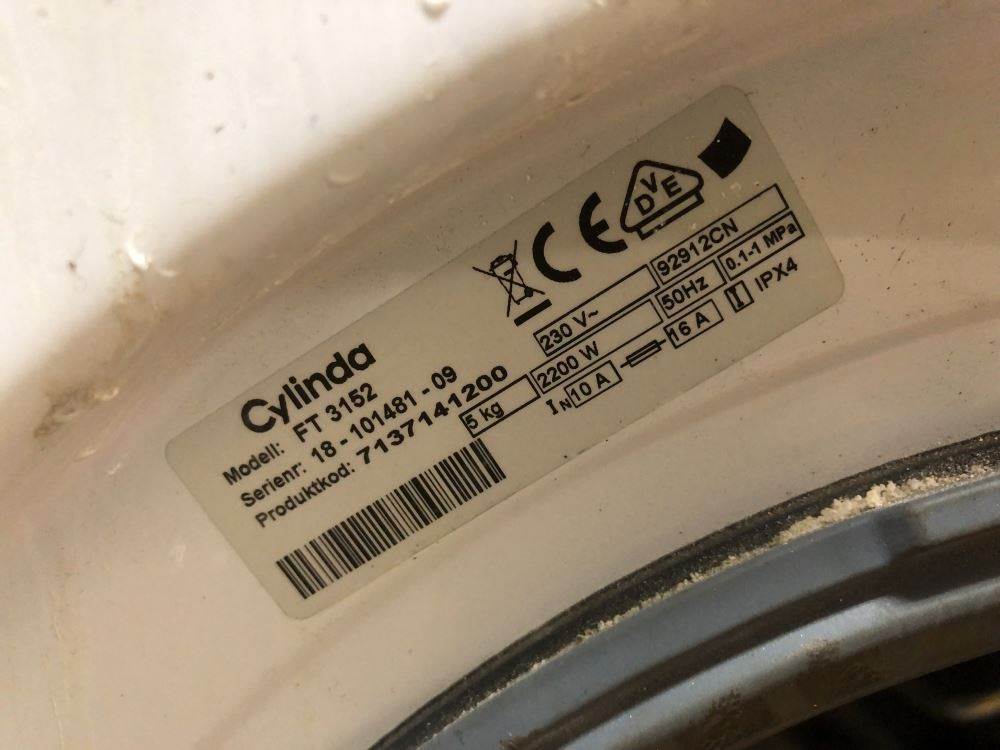 Cylinda
Modell: FT 3152
Serienr: 18 - 101481 - 09
Produktkod: 7137141200
CE
VDE
92912CN
230 V~ 50Hz 0.1-1 MPa
5 kg 2200 W 16 A IPX4
IN 10 A